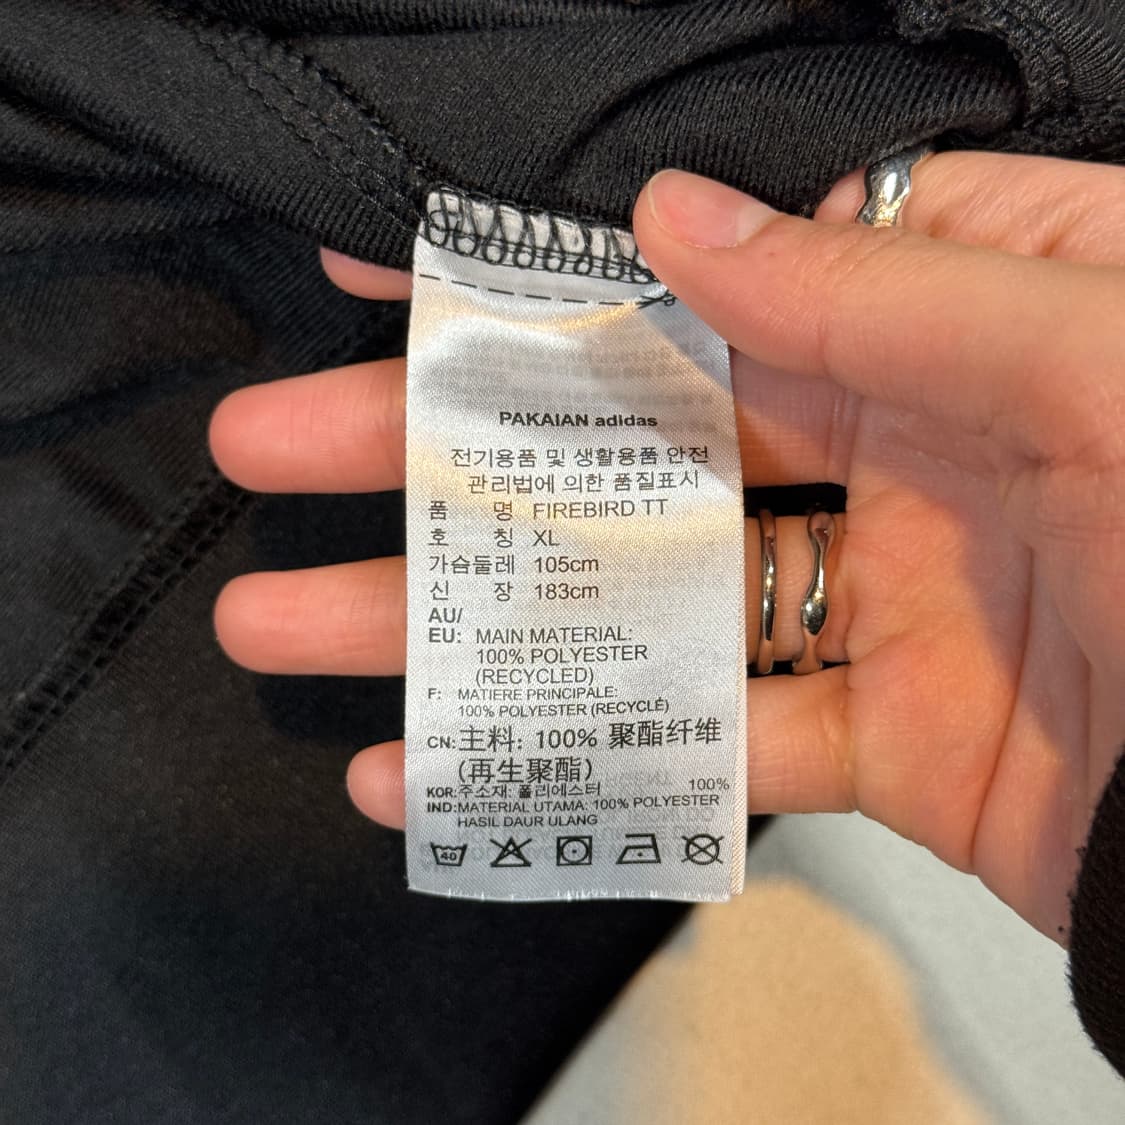 PAKAIAN adidas
전기용품 및 생활용품 안전
관리법에 의한 품질표시
품 명 FIREBIRD TT
호 칭 XL
가슴둘레 105cm
신 장 183cm
AU/
EU: MAIN MATERIAL:
100% POLYESTER
(RECYCLED)
F: MATIERE PRINCIPALE:
100% POLYESTER (RECYCLÉ)
CN: 主料: 100% 聚酯纤维
(再生聚酯)
KOR: 주소재: 폴리에스터 100%
IND: MATERIAL UTAMA: 100% POLYESTER
HASIL DAUR ULANG
40